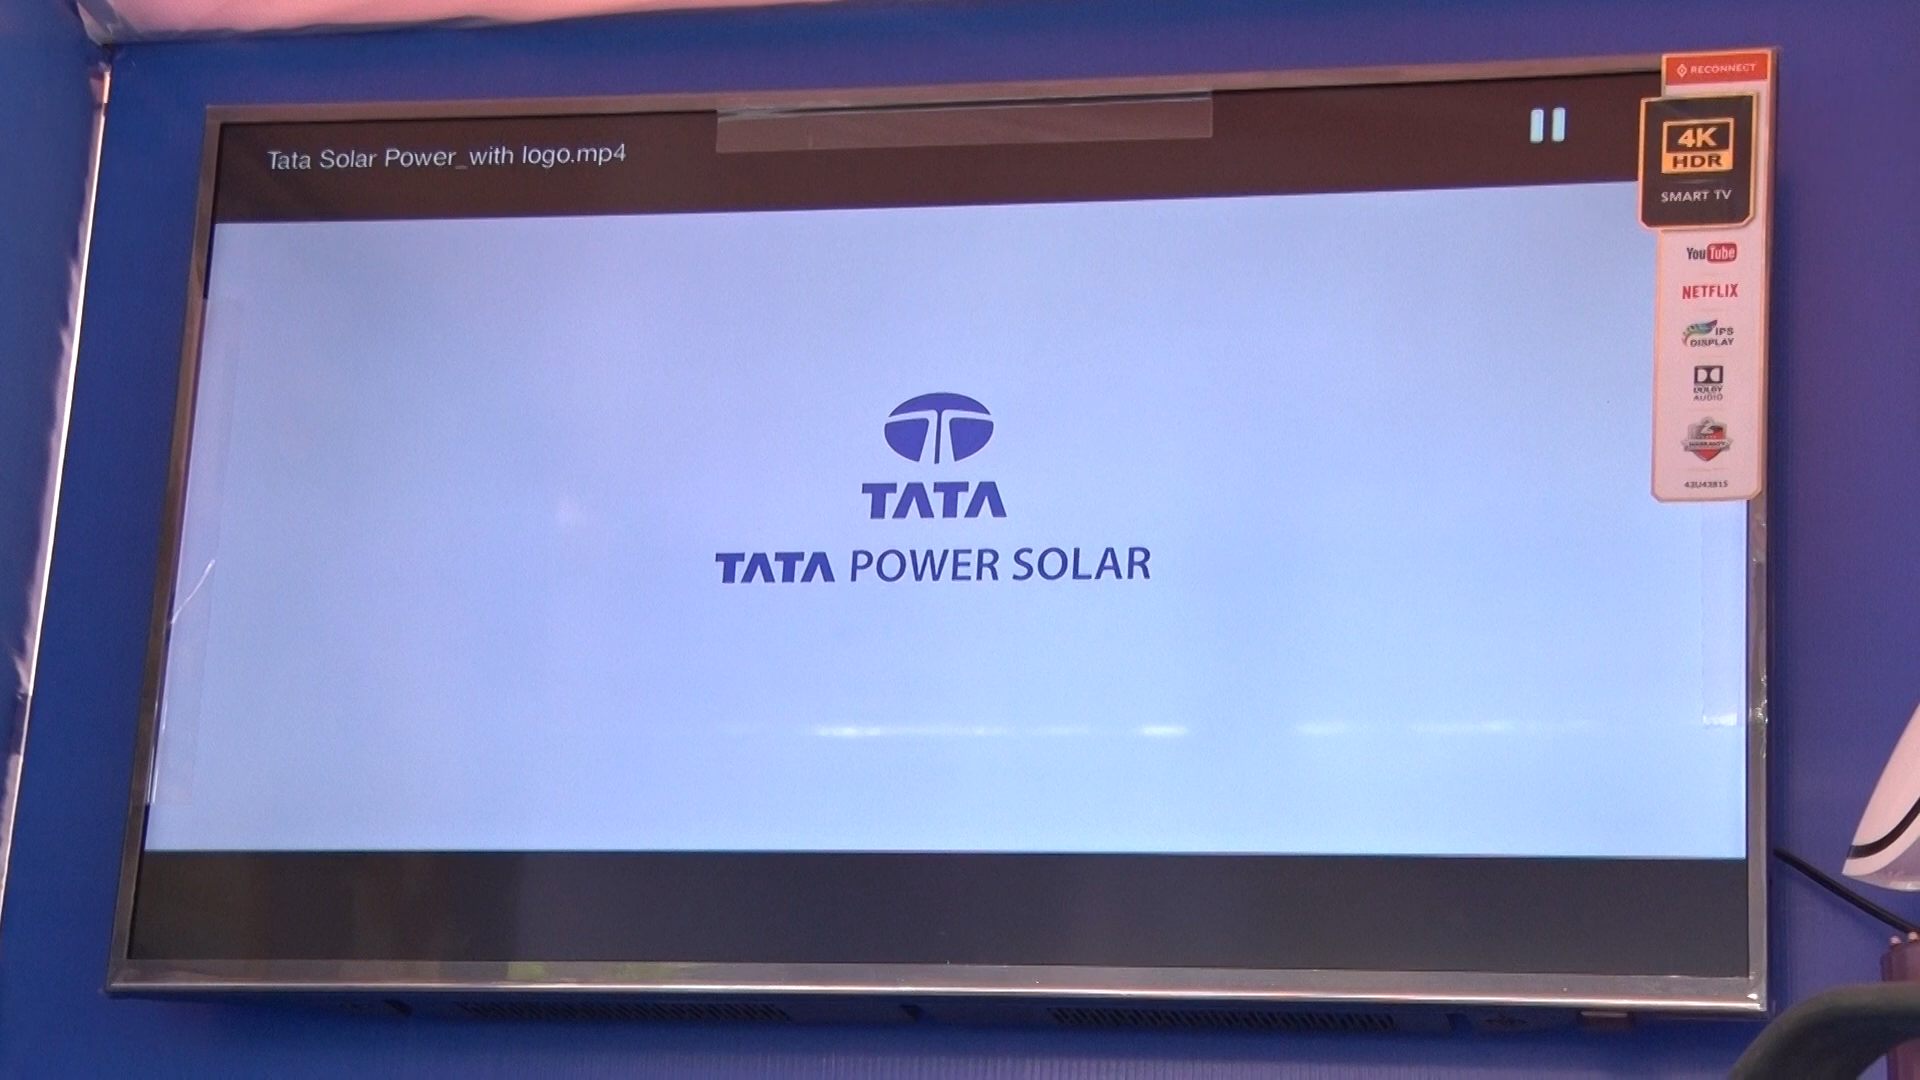 Tata Solar Power_with logo.mp4
TATA
TATA POWER SOLAR
RECONNECT
4K
HDR
SMART TV
YouTube
NETFLIX
IPS
DISPLAY
DOLBY
AUDIO